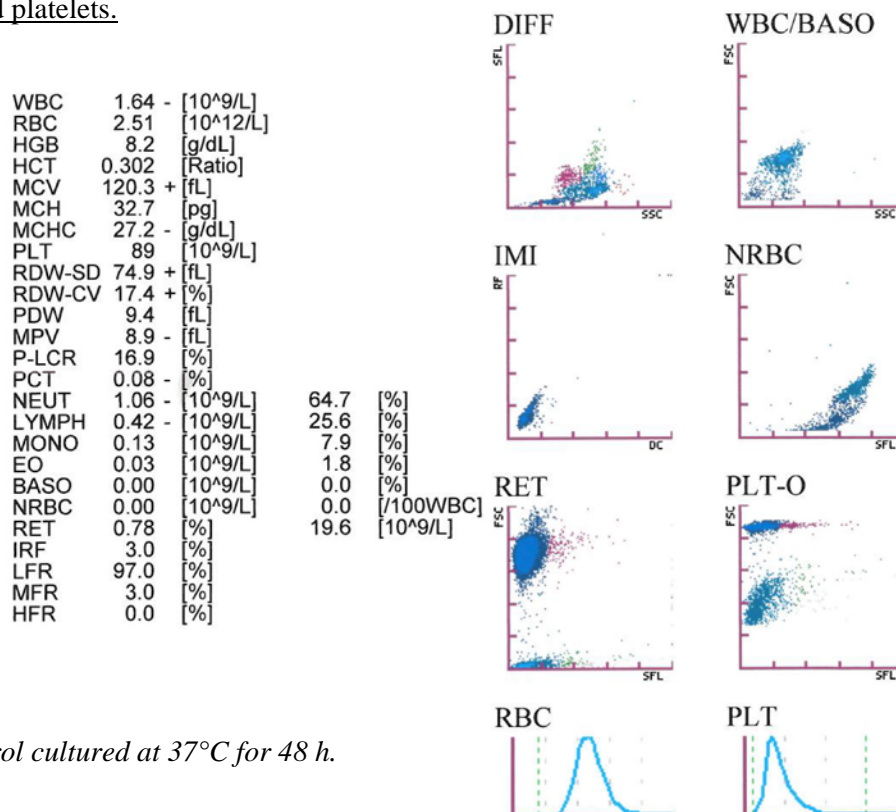 d platelets.
WBC 1.64 - [10^9/L]
RBC 2.51 [10^12/L]
HGB 8.2 [g/dL]
HCT 0.302 [Ratio]
MCV 120.3 + [fL]
MCH 32.7 [pg]
MCHC 27.2 - [g/dL]
PLT 89 [10^9/L]
RDW-SD 74.9 + [fL]
RDW-CV 17.4 + [%]
PDW 9.4 [fL]
MPV 8.9 - [fL]
P-LCR 16.9 [%]
PCT 0.08 - [%]
NEUT 1.06 - [10^9/L] 64.7 [%]
LYMPH 0.42 - [10^9/L] 25.6 [%]
MONO 0.13 [10^9/L] 7.9 [%]
EO 0.03 [10^9/L] 1.8 [%]
BASO 0.00 [10^9/L] 0.0 [%]
NRBC 0.00 [10^9/L] 0.0 [/100WBC]
RET 0.78 [%] 19.6 [10^9/L]
IRF 3.0 [%]
LFR 97.0 [%]
MFR 3.0 [%]
HFR 0.0 [%]
DIFF
SFL
SSC
WBC/BASO
FSC
SSC
IMI
RF
DC
NRBC
FSC
SFL
RET
FSC
SFL
PLT-O
FSC
SFL
RBC
PLT
rol cultured at 37°C for 48 h.